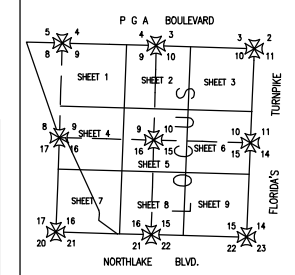 P G A BOULEVARD
5 4
8 9
4 3
9 10
3 2
10 11
SHEET 1
SHEET 2
SHEET 3
SUSCO
TURNPIKE
8 9
17 16
SHEET 4
9 10
16 15
SHEET 6
10 11
15 14
SHEET 5
FLORIDA'S
SHEET 7
SHEET 8
SHEET 9
17 16
20 21
16 15
21 22
15 14
22 23
NORTHLAKE BLVD.